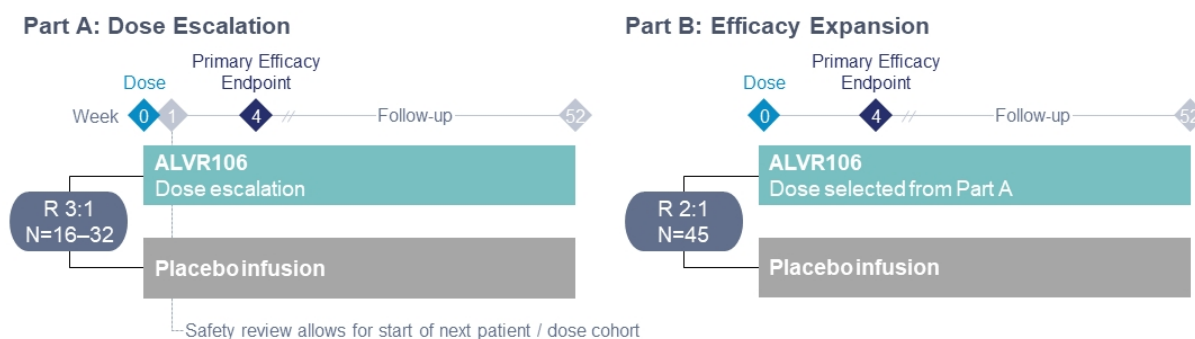 Part A: Dose Escalation
Primary Efficacy
Endpoint
Dose
Week
0
1
4
//
Follow-up
52
ALVR106
Dose escalation
R 3:1
N=16–32
Placebo infusion
Safety review allows for start of next patient / dose cohort
Part B: Efficacy Expansion
Primary Efficacy
Endpoint
Dose
0
4
//
Follow-up
52
ALVR106
Dose selected from Part A
R 2:1
N=45
Placebo infusion